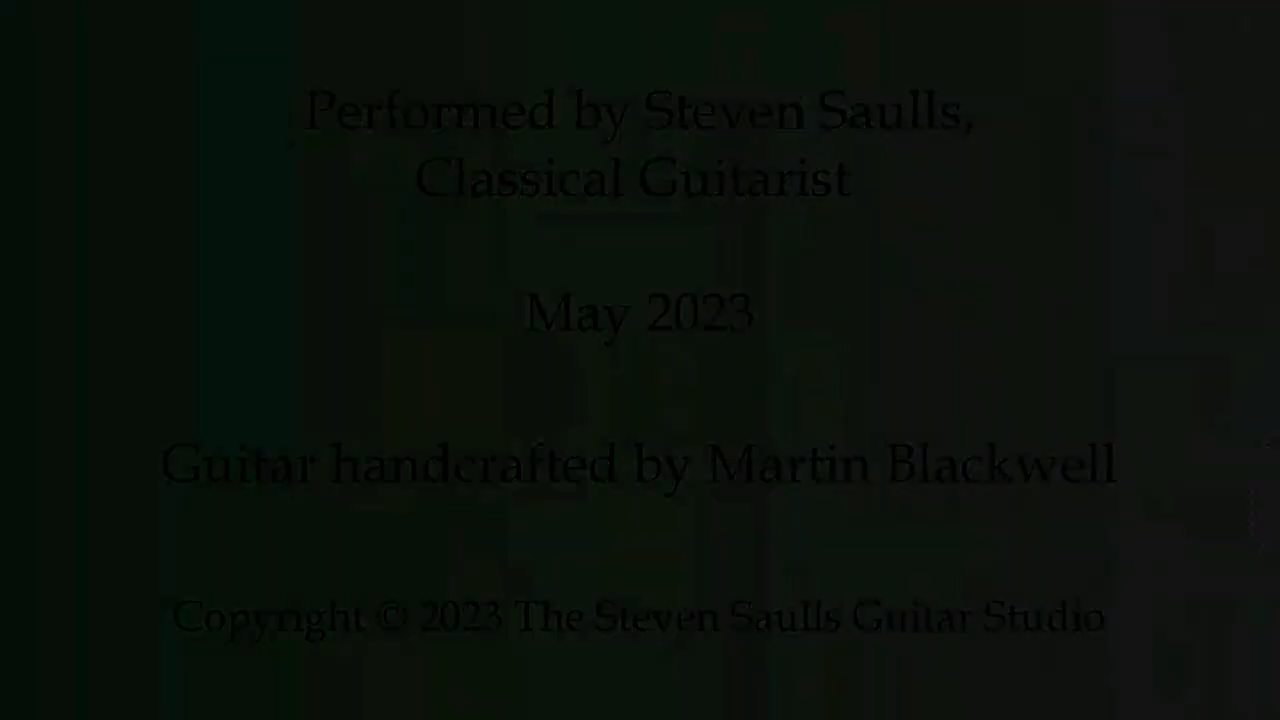 Performed by Steven Saulls,
Classical Guitarist
May 2023
Guitar handcrafted by Martin Blackwell
Copyright © 2023 The Steven Saulls Guitar Studio